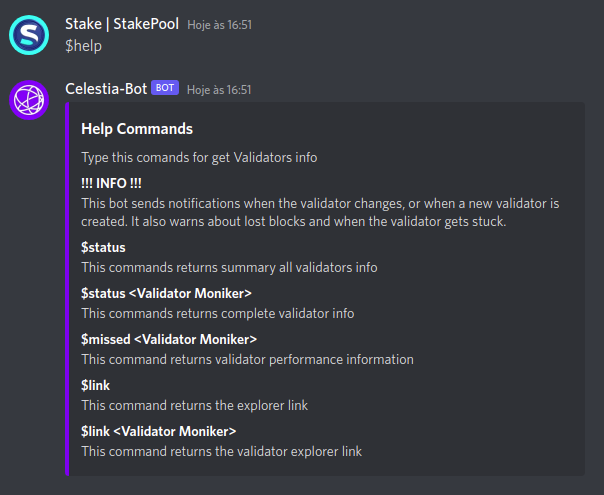 Stake | StakePool Hoje às 16:51
$help
Celestia-Bot BOT Hoje às 16:51
Help Commands
Type this comands for get Validators info
!!! INFO !!!
This bot sends notifications when the validator changes, or when a new validator is
created. It also warns about lost blocks and when the validator gets stuck.
$status
This commands returns summary all validators info
$status <Validator Moniker>
This commands returns complete validator info
$missed <Validator Moniker>
This command returns validator performance information
$link
This command returns the explorer link
$link <Validator Moniker>
This command returns the validator explorer link